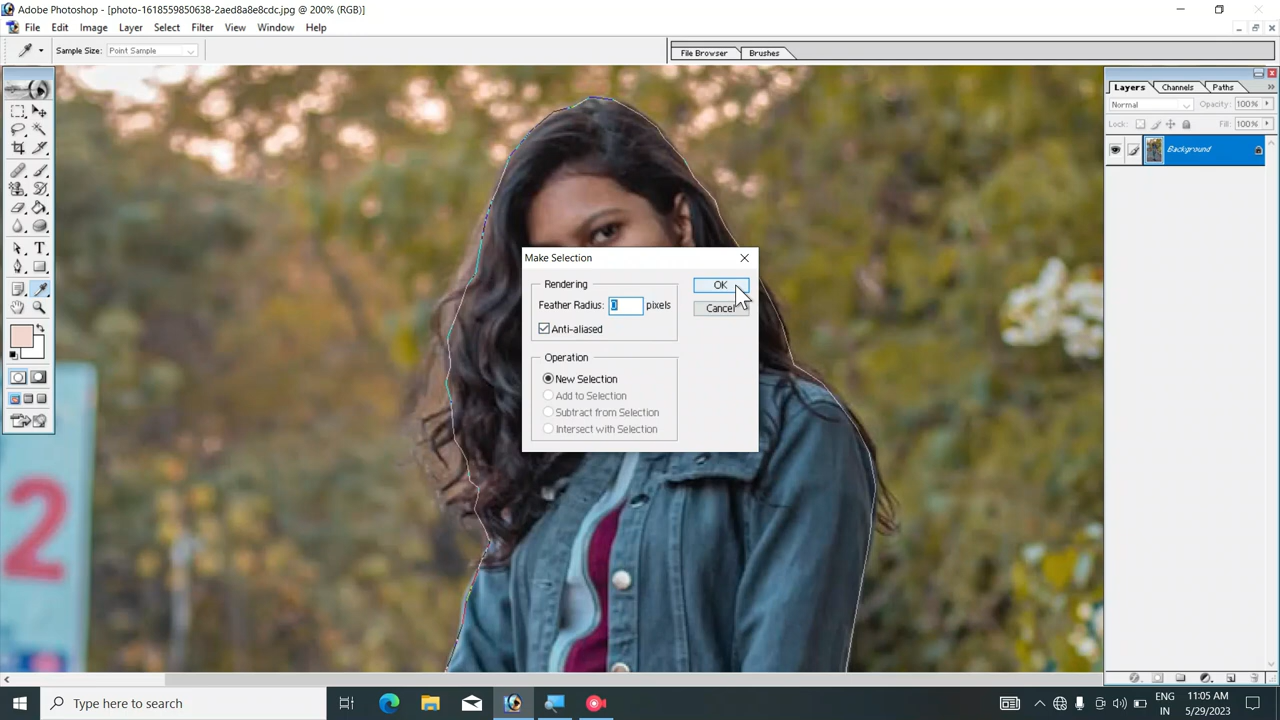 Adobe Photoshop - [photo-1618559850638-2aed8a8e8cdc.jpg @ 200% (RGB)]
File Edit Image Layer Select Filter View Window Help
Sample Size: Point Sample
File Browser Brushes
Layers Channels Paths
Normal Opacity: 100%
Lock: Fill: 100%
Background
Make Selection
Rendering
Feather Radius: 0 pixels
Anti-aliased
OK
Cancel
Operation
New Selection
Add to Selection
Subtract from Selection
Intersect with Selection
2
T
Type here to search
ENG
IN
11:05 AM
5/29/2023